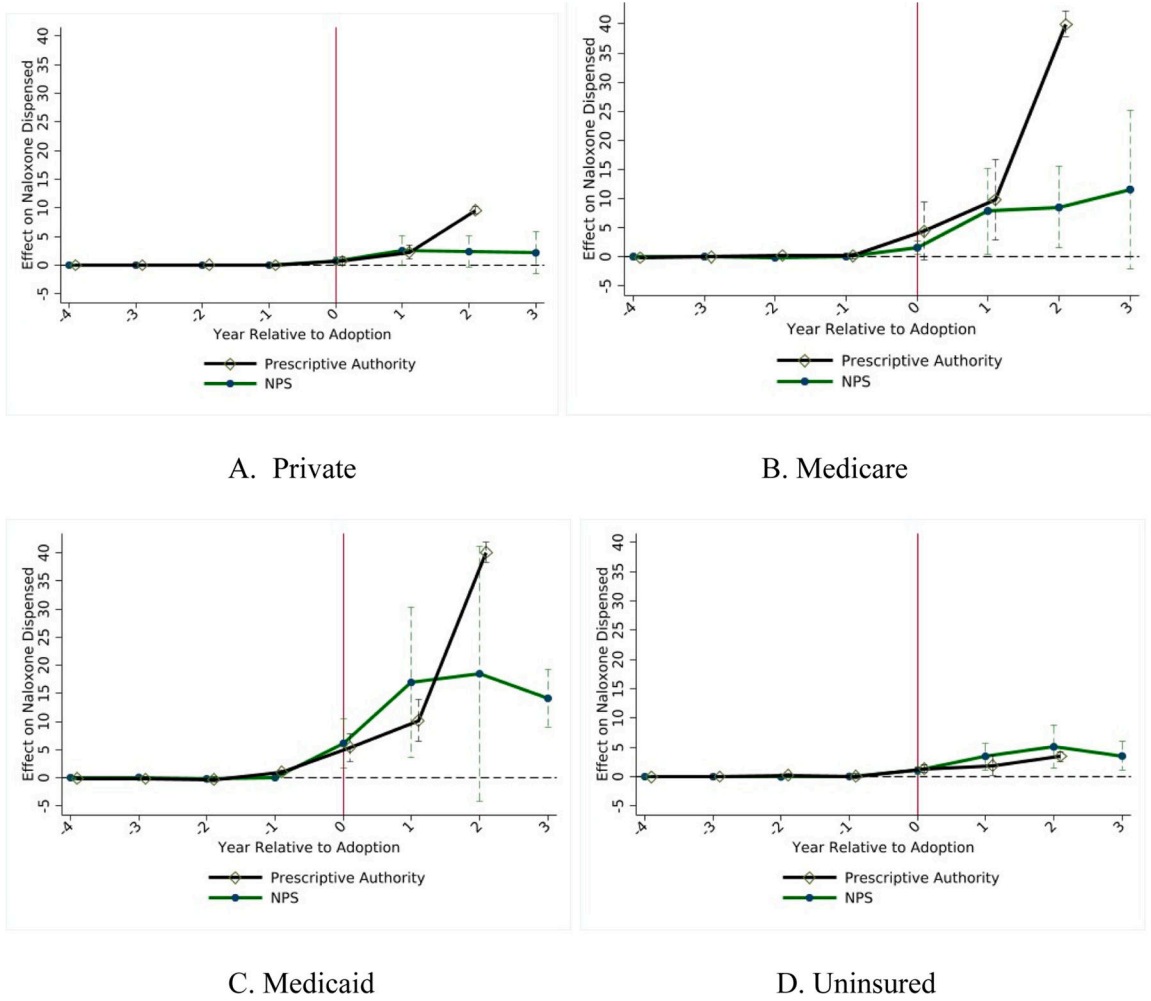 Effect on Naloxone Dispensed
40
35
30
25
20
15
10
5
0
-5
-4 -3 -2 -1 0 1 2 3
Year Relative to Adoption
Prescriptive Authority
NPS
A. Private
Effect on Naloxone Dispensed
40
35
30
25
20
15
10
5
0
-5
-4 -3 -2 -1 0 1 2 3
Year Relative to Adoption
Prescriptive Authority
NPS
B. Medicare
Effect on Naloxone Dispensed
40
35
30
25
20
15
10
5
0
-5
-4 -3 -2 -1 0 1 2 3
Year Relative to Adoption
Prescriptive Authority
NPS
C. Medicaid
Effect on Naloxone Dispensed
40
35
30
25
20
15
10
5
0
-5
-4 -3 -2 -1 0 1 2 3
Year Relative to Adoption
Prescriptive Authority
NPS
D. Uninsured